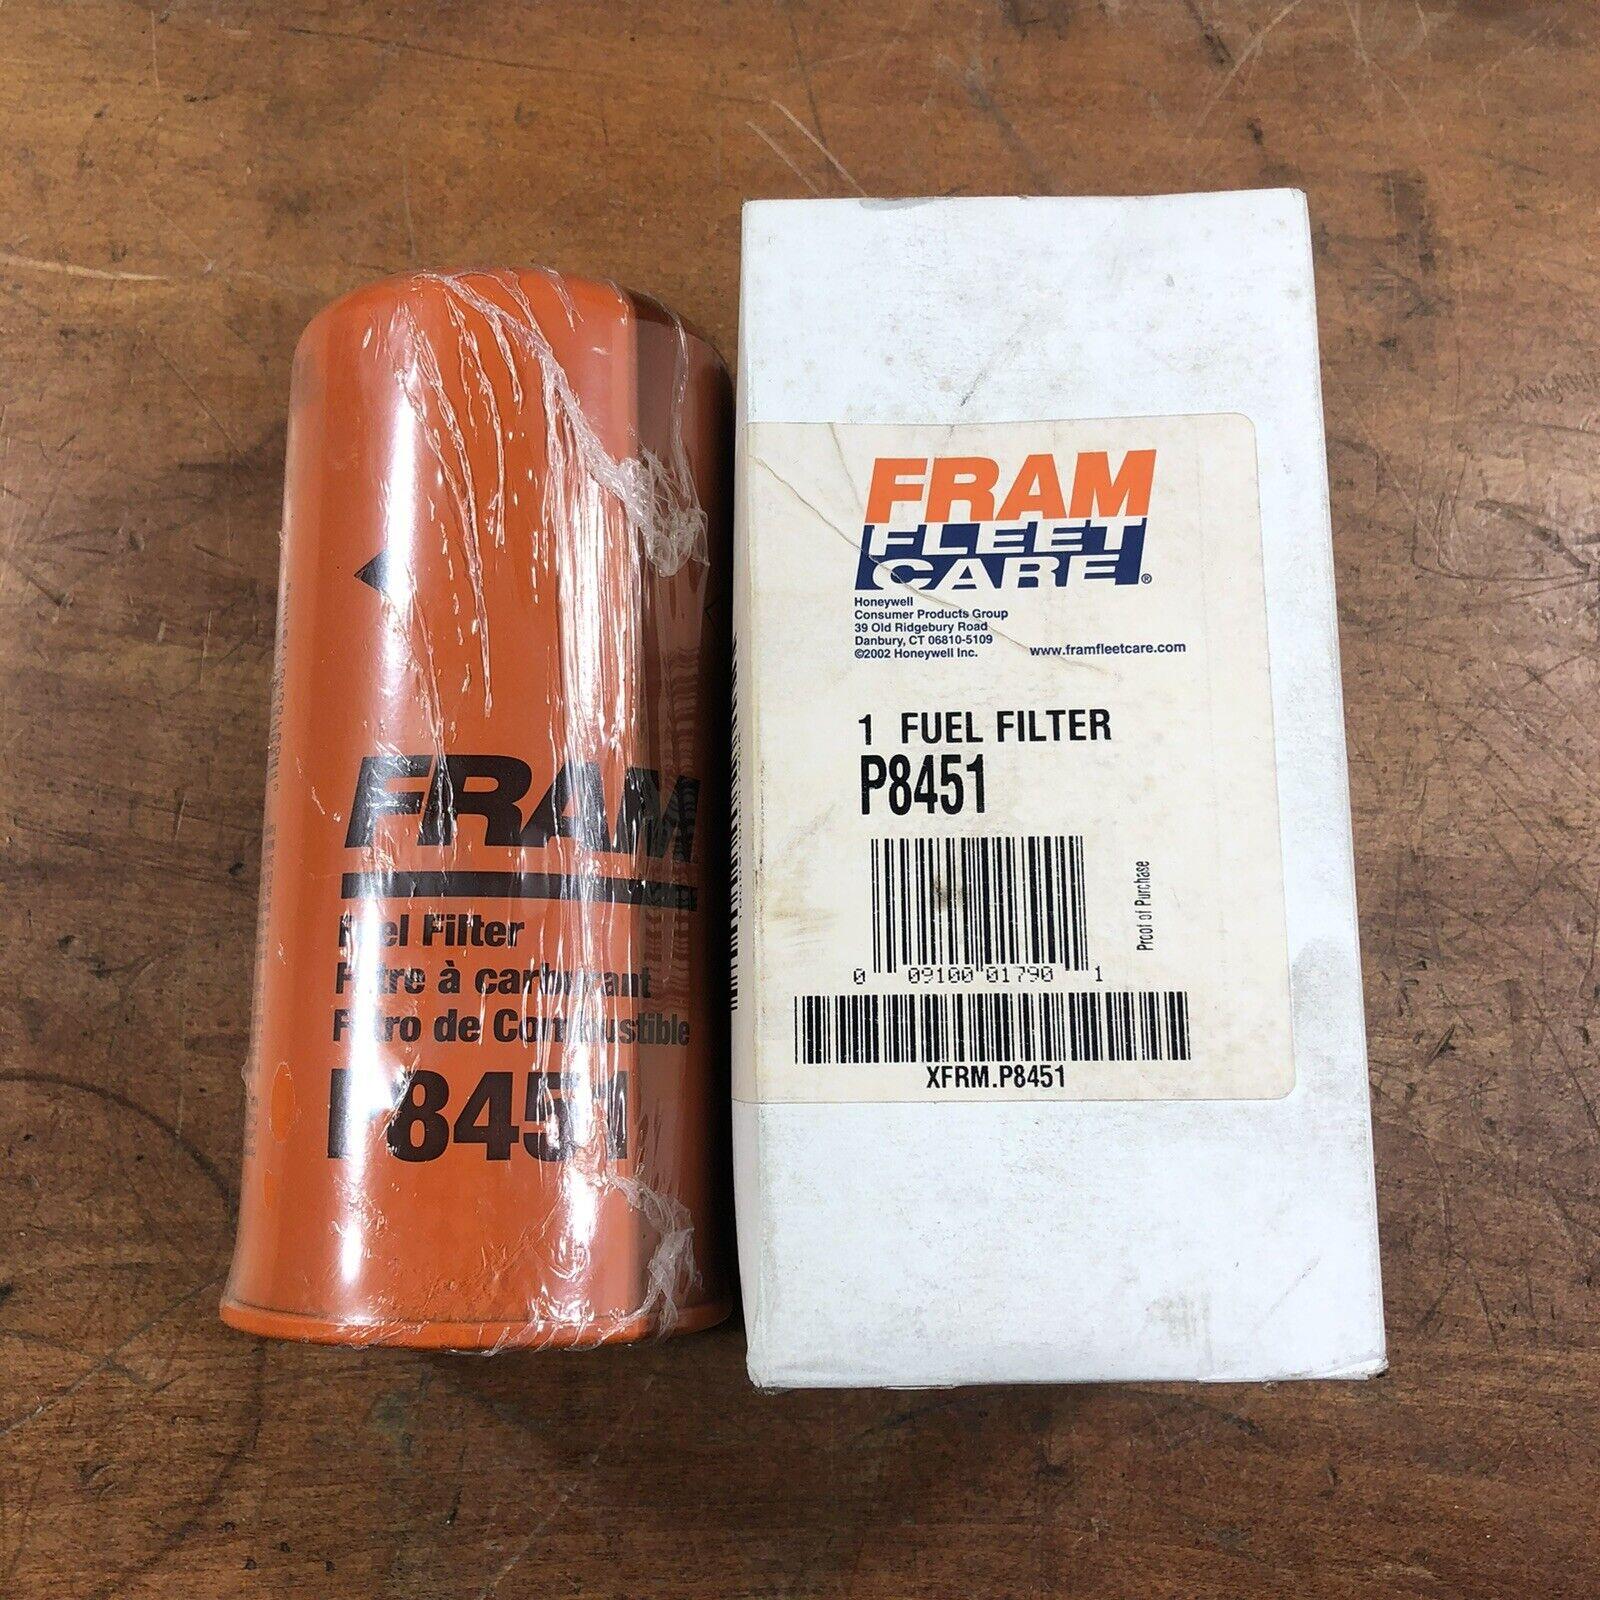 FRAM
Fuel Filter
Filtre à carburant
Filtro de Combustible
P8451
FRAM
FLEET
CARE®
Honeywell
Consumer Products Group
39 Old Ridgebury Road
Danbury, CT 06810-5109
©2002 Honeywell Inc.
www.framfleetcare.com
1 FUEL FILTER
P8451
Proof of Purchase
0 09100 01790 1
XFRM.P8451